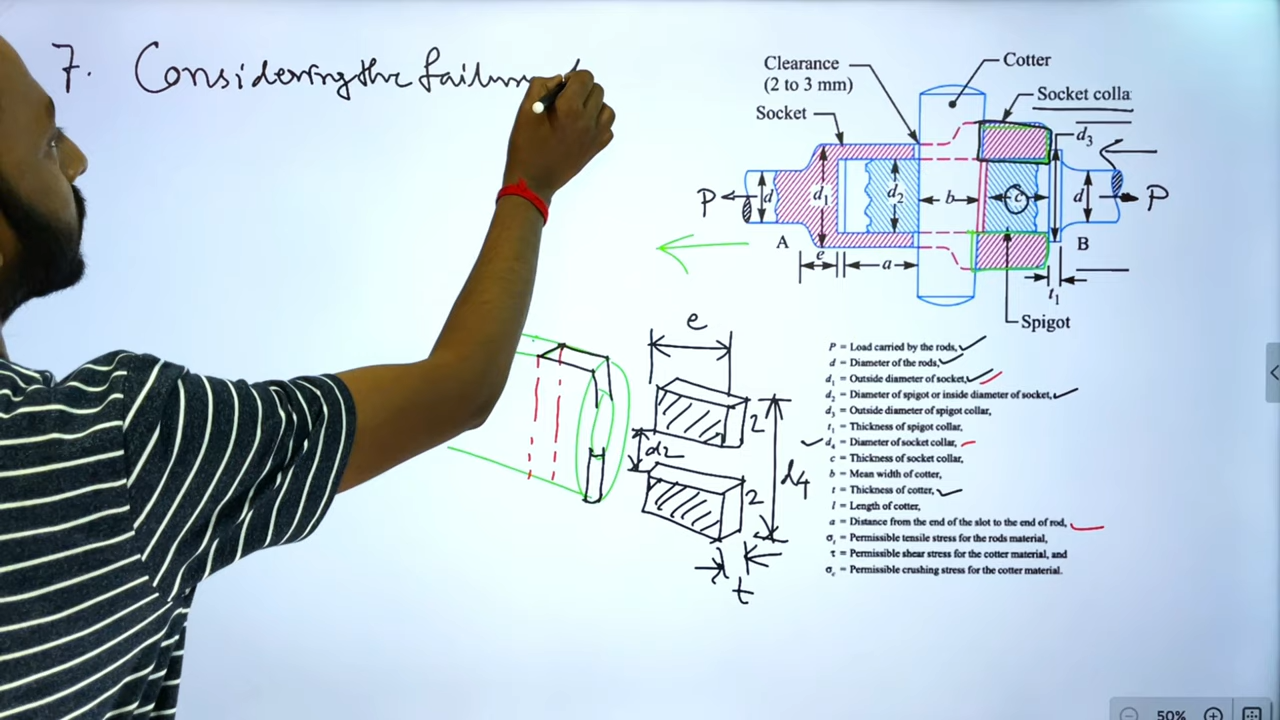 7. Considering the failure
Clearance
(2 to 3 mm)
Socket
Cotter
Socket colla
d3
P
d
d1
d2
b
c
d
P
A
B
e
a
t1
Spigot
e
2
d2
d4
2
t
P = Load carried by the rods,
d = Diameter of the rods,
d1 = Outside diameter of socket,
d2 = Diameter of spigot or inside diameter of socket,
d3 = Outside diameter of spigot collar,
t1 = Thickness of spigot collar,
d4 = Diameter of socket collar,
c = Thickness of socket collar,
b = Mean width of cotter,
t = Thickness of cotter,
l = Length of cotter,
a = Distance from the end of the slot to the end of rod,
σt = Permissible tensile stress for the rods material,
τ = Permissible shear stress for the cotter material, and
σc = Permissible crushing stress for the cotter material.
50%